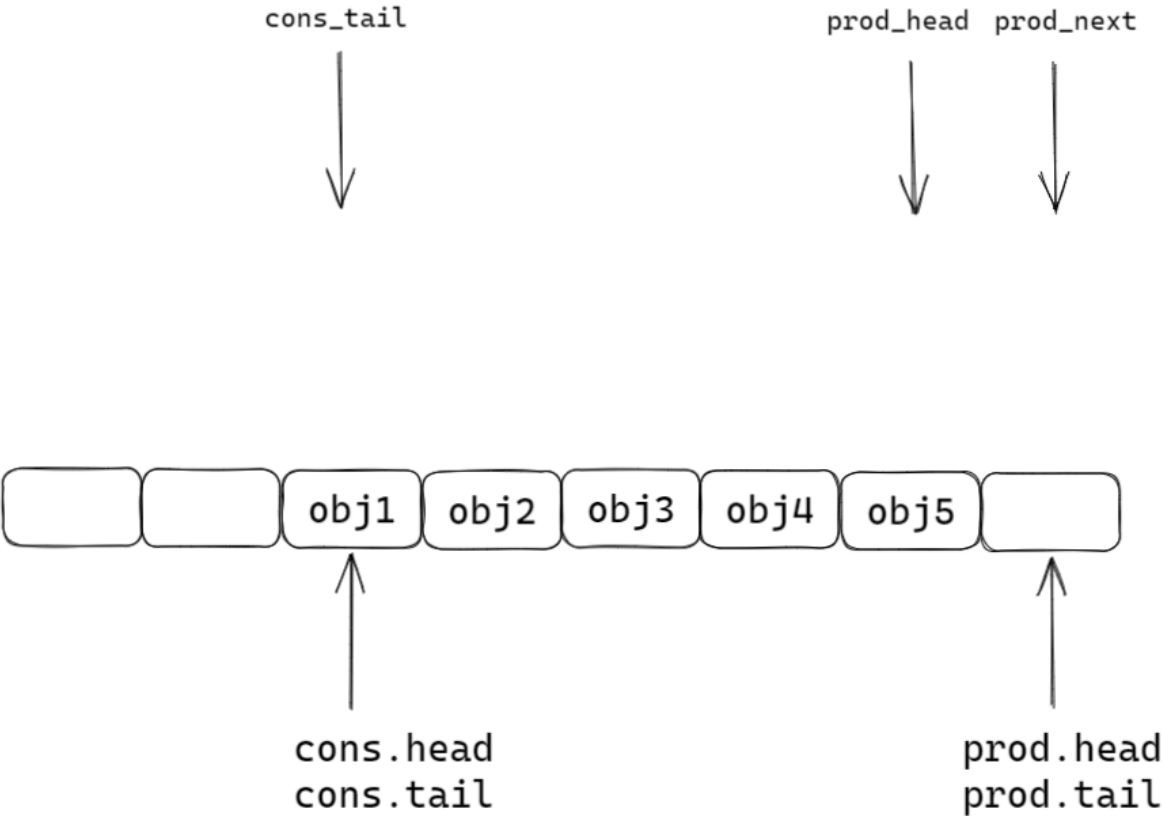 cons_tail
prod_head prod_next
obj1 obj2 obj3 obj4 obj5
cons.head
cons.tail
prod.head
prod.tail